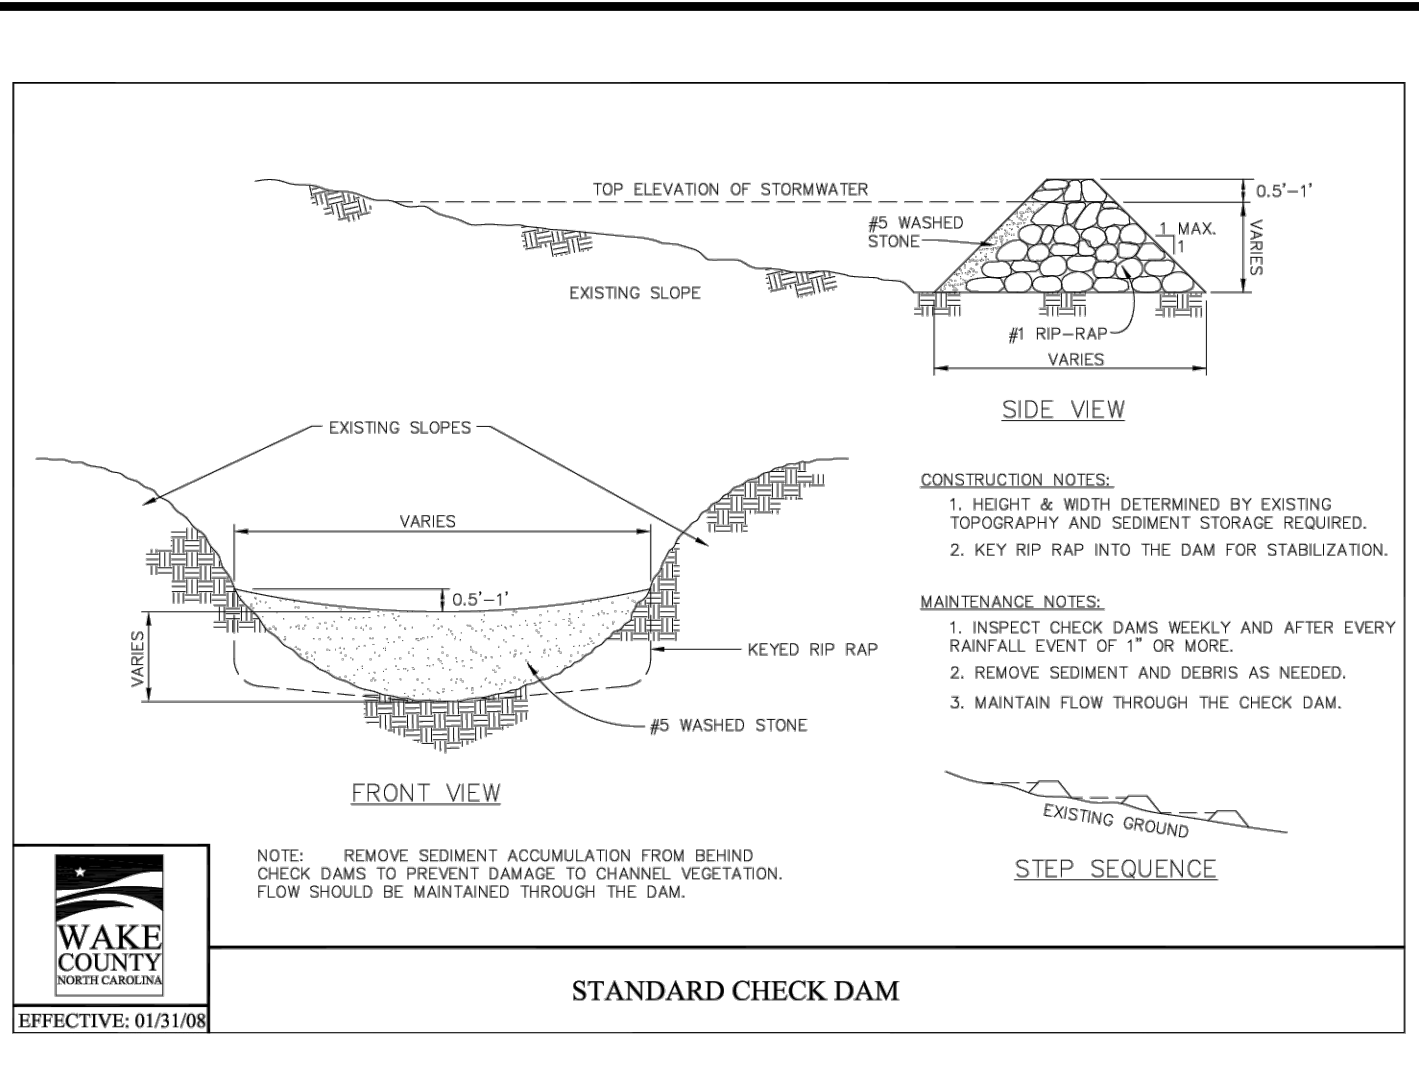 TOP ELEVATION OF STORMWATER
0.5'-1'
#5 WASHED
STONE
1 MAX.
1
VARIES
EXISTING SLOPE
#1 RIP-RAP
VARIES
SIDE VIEW
EXISTING SLOPES
VARIES
0.5'-1'
VARIES
KEYED RIP RAP
#5 WASHED STONE
FRONT VIEW
CONSTRUCTION NOTES:
1. HEIGHT & WIDTH DETERMINED BY EXISTING
TOPOGRAPHY AND SEDIMENT STORAGE REQUIRED.
2. KEY RIP RAP INTO THE DAM FOR STABILIZATION.
MAINTENANCE NOTES:
1. INSPECT CHECK DAMS WEEKLY AND AFTER EVERY
RAINFALL EVENT OF 1" OR MORE.
2. REMOVE SEDIMENT AND DEBRIS AS NEEDED.
3. MAINTAIN FLOW THROUGH THE CHECK DAM.
EXISTING GROUND
STEP SEQUENCE
NOTE: REMOVE SEDIMENT ACCUMULATION FROM BEHIND
CHECK DAMS TO PREVENT DAMAGE TO CHANNEL VEGETATION.
FLOW SHOULD BE MAINTAINED THROUGH THE DAM.
WAKE
COUNTY
NORTH CAROLINA
EFFECTIVE: 01/31/08
STANDARD CHECK DAM